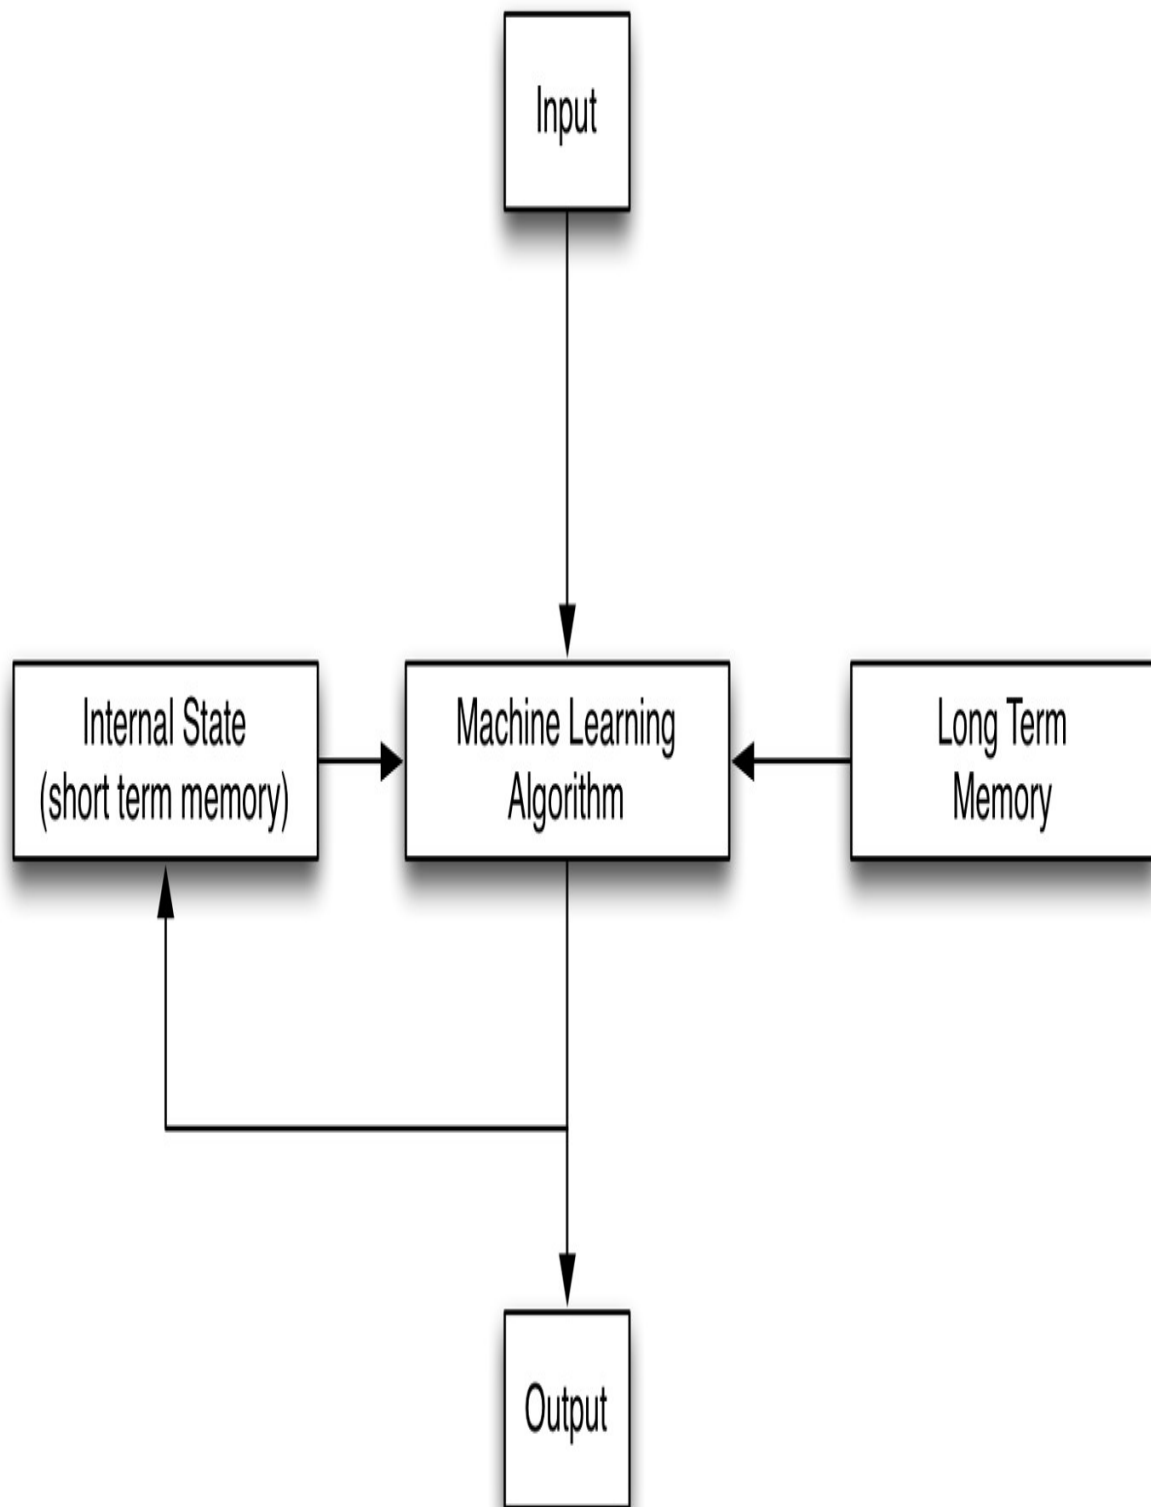 Input
Internal State
(short term memory)
Machine Learning
Algorithm
Long Term
Memory
Output